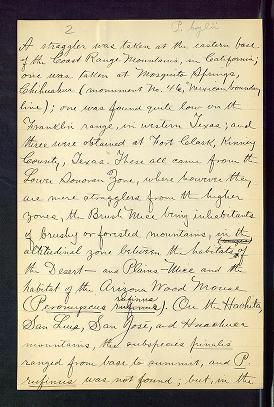 2
P. boylii
A straggler was taken at the eastern base
of the Coast Range Mountains, in California;
one was taken at Mosquito Springs,
Chihuahua (monument No. 46, Mexican boundary
line); one was found quite low on the
Franklin range, in western Texas; and
three were obtained at Fort Clark, Kinney
County, Texas. These all came from the
Lower Sonoran Zone, where however they
are mere stragglers from the higher
zones, the Brush Mice being inhabitants
of brushy or forested mountains, in the
altitudinal zone between the habitats of
the Desert- and Plains-Mice and the
habitat of the Arizona Wood Mouse
rufinus
(Peromyscus rufinus). On the Hachita,
San Luis, San José, and Huachuca
mountains, the subspecies penalis
ranged from base to summit, and P.
rufinus was not found; but, in the